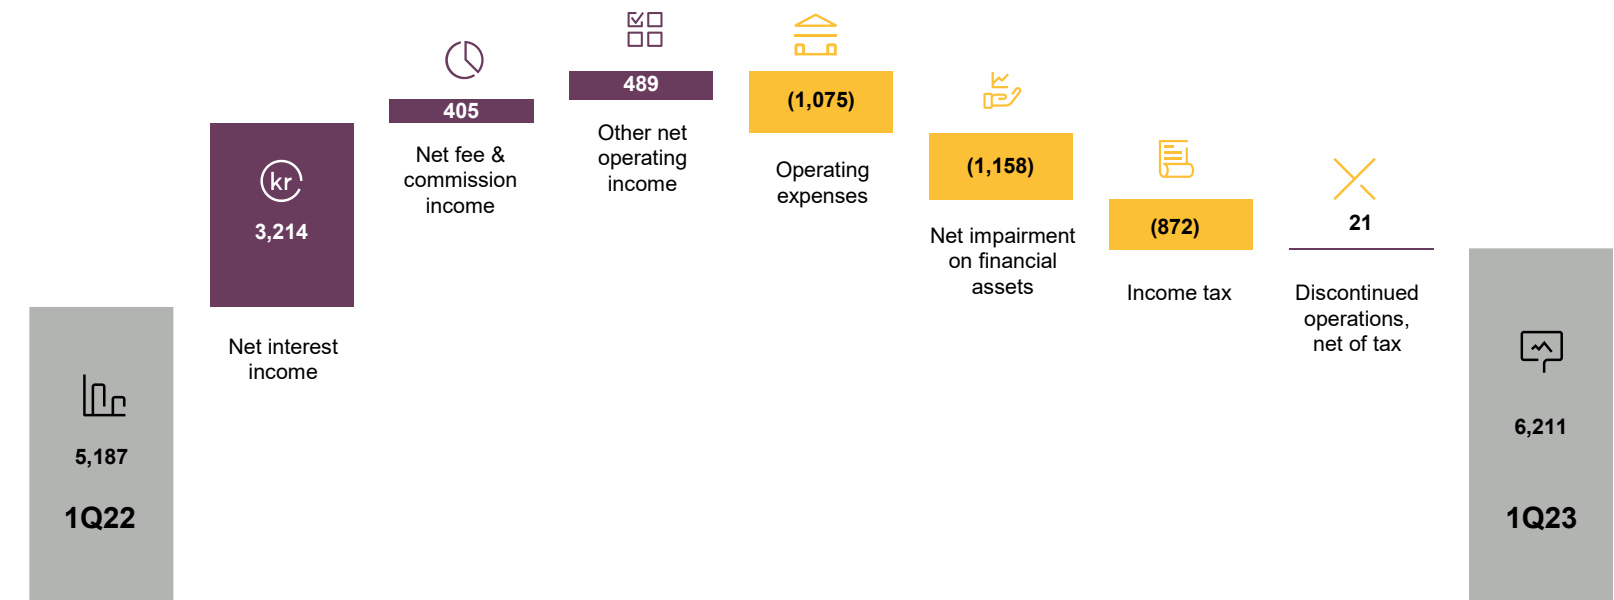 5,187
1Q22
kr
3,214
Net interest
income
405
Net fee &
commission
income
489
Other net
operating
income
(1,075)
Operating
expenses
(1,158)
Net impairment
on financial
assets
(872)
Income tax
21
Discontinued
operations,
net of tax
6,211
1Q23